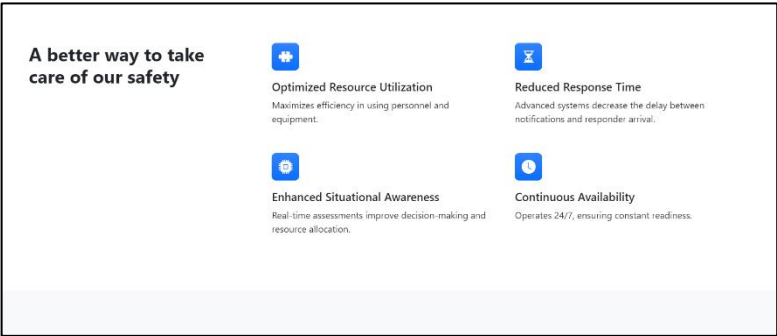 A better way to take
care of our safety
Optimized Resource Utilization
Maximizes efficiency in using personnel and
equipment.
Reduced Response Time
Advanced systems decrease the delay between
notifications and responder arrival.
Enhanced Situational Awareness
Real-time assessments improve decision-making and
resource allocation.
Continuous Availability
Operates 24/7, ensuring constant readiness.